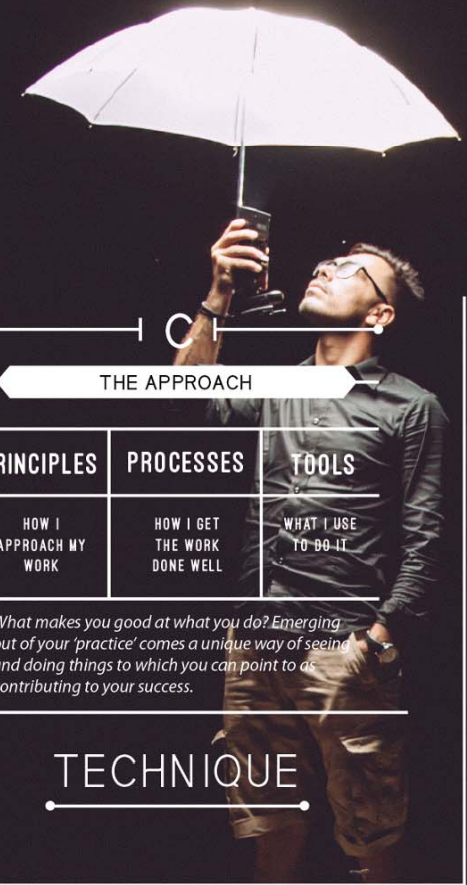 C
THE APPROACH
RINCIPLES
PROCESSES
TOOLS
HOW I
APPROACH MY
WORK
HOW I GET
THE WORK
DONE WELL
WHAT I USE
TO DO IT
What makes you good at what you do? Emerging
out of your ‘practice’ comes a unique way of seeing
and doing things to which you can point to as
contributing to your success.
TECHNIQUE